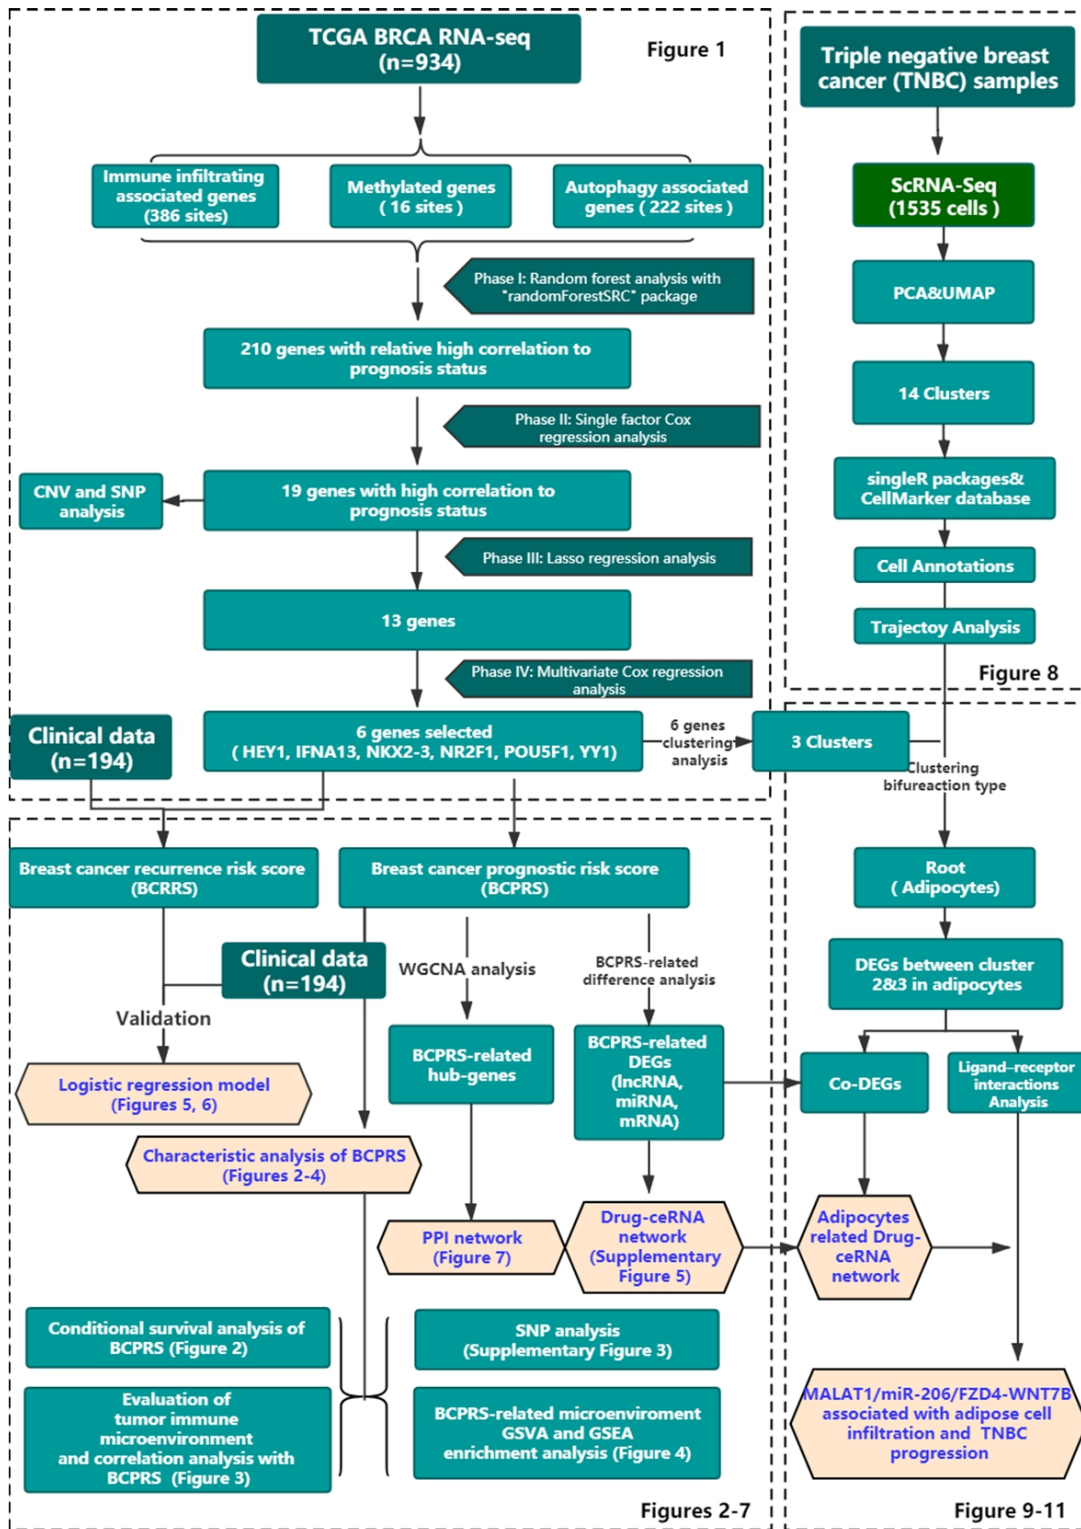 TCGA BRCA RNA-seq
(n=934)
Figure 1
Immune infiltrating
associated genes
(386 sites)
Methylated genes
( 16 sites )
Autophagy associated
genes ( 222 sites )
Phase I: Random forest analysis with
"randomForestSRC" package
210 genes with relative high correlation to
prognosis status
Phase II: Single factor Cox
regression analysis
CNV and SNP
analysis
19 genes with high correlation to
prognosis status
Phase III: Lasso regression analysis
13 genes
Phase IV: Multivariate Cox regression
analysis
Clinical data
(n=194)
6 genes selected
( HEY1, IFNA13, NKX2-3, NR2F1, POU5F1, YY1)
6 genes
clustering
analysis
3 Clusters
Triple negative breast
cancer (TNBC) samples
ScRNA-Seq
(1535 cells )
PCA&UMAP
14 Clusters
singleR packages&
CellMarker database
Cell Annotations
Trajectoy Analysis
Figure 8
Clustering
bifureaction type
Breast cancer recurrence risk score
(BCRRS)
Breast cancer prognostic risk score
(BCPRS)
Clinical data
(n=194)
WGCNA analysis
BCPRS-related
difference analysis
Validation
BCPRS-related
hub-genes
BCPRS-related
DEGs
(lncRNA,
miRNA,
mRNA)
Logistic regression model
(Figures 5, 6)
Characteristic analysis of BCPRS
(Figures 2-4)
PPI network
(Figure 7)
Drug-ceRNA
network
(Supplementary
Figure 5)
Conditional survival analysis of
BCPRS (Figure 2)
SNP analysis
(Supplementary Figure 3)
Evaluation of
tumor immune
microenvironment
and correlation analysis with
BCPRS  (Figure 3)
BCPRS-related microenviroment
GSVA and GSEA
enrichment analysis (Figure 4)
Figures 2-7
Root
( Adipocytes)
DEGs between cluster
2&3 in adipocytes
Co-DEGs
Ligand–receptor
interactions
Analysis
Adipocytes
related Drug-
ceRNA
network
MALAT1/miR-206/FZD4-WNT7B
associated with adipose cell
infiltration and  TNBC
progression
Figure 9-11